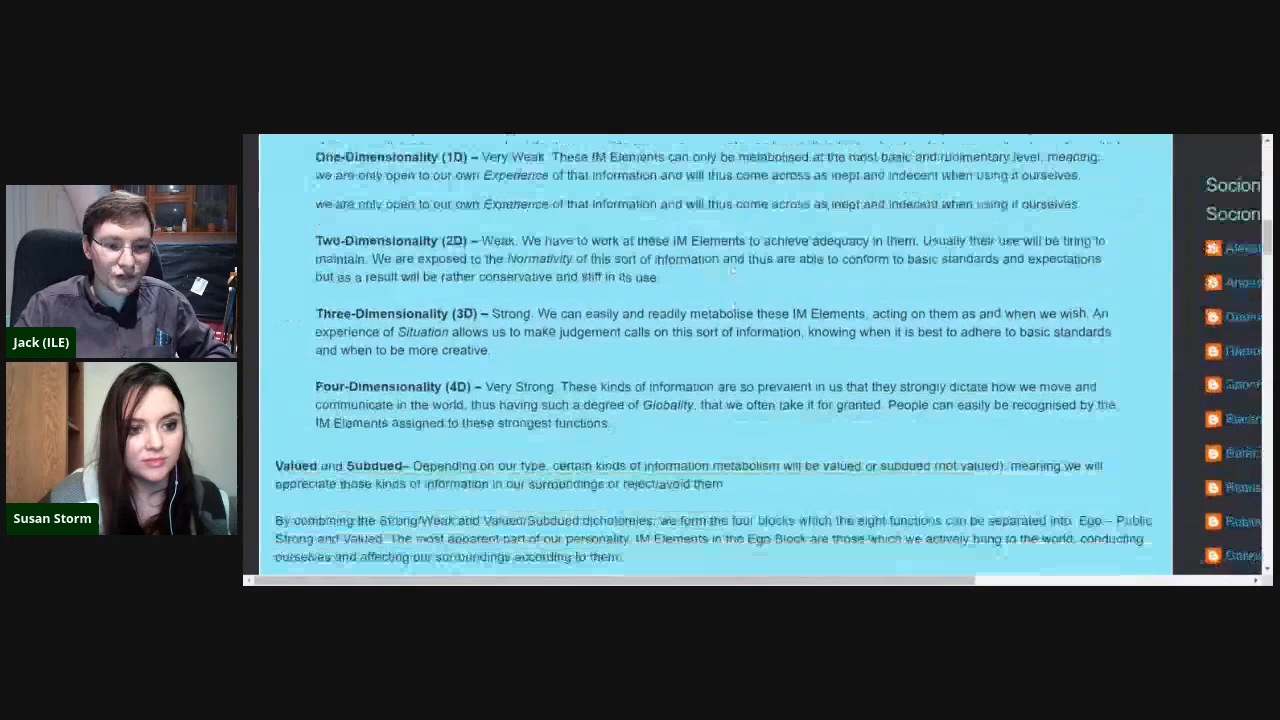 Jack (ILE)
Susan Storm
One-Dimensionality (1D) – Very Weak. These IM Elements can only be metabolised at the most basic and rudimentary level, meaning
we are only open to our own Experience of that information and will thus come across as inept and indecent when using it ourselves.
we are only open to our own Experience of that information and will thus come across as inept and indecent when using it ourselves.
Two-Dimensionality (2D) – Weak. We have to work at these IM Elements to achieve adequacy in them. Usually their use will be tiring to
maintain. We are exposed to the Normativity of this sort of information and thus are able to conform to basic standards and expectations
but as a result will be rather conservative and stiff in its use.
Three-Dimensionality (3D) – Strong. We can easily and readily metabolise these IM Elements, acting on them as and when we wish. An
experience of Situation allows us to make judgement calls on this sort of information, knowing when it is best to adhere to basic standards
and when to be more creative.
Four-Dimensionality (4D) – Very Strong. These kinds of information are so prevalent in us that they strongly dictate how we move and
communicate in the world, thus having such a degree of Globality, that we often take it for granted. People can easily be recognised by the
IM Elements assigned to these strongest functions.
Valued and Subdued– Depending on our type, certain kinds of information metabolism will be valued or subdued (not valued), meaning we will
appreciate those kinds of information in our surroundings or reject/avoid them
By combining the Strong/Weak and Valued/Subdued dichotomies, we form the four blocks which the eight functions can be separated into. Ego – Public
Strong and Valued. The most apparent part of our personality. IM Elements in the Ego Block are those which we actively bring to the world, conducting
ourselves and affecting our surroundings according to them.
Socion
Socion